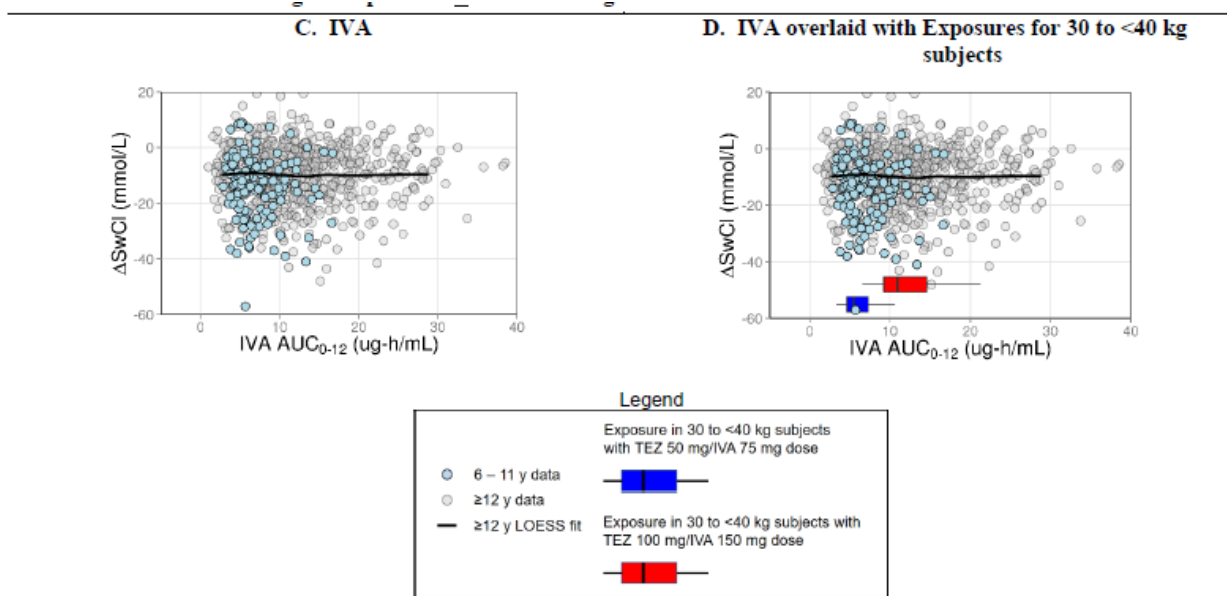 C. IVA
D. IVA overlaid with Exposures for 30 to <40 kg
subjects
20
0
-20
-40
-60
ΔSwCl (mmol/L)
0
10
20
30
40
IVA AUC0-12 (ug-h/mL)
20
0
-20
-40
-60
ΔSwCl (mmol/L)
0
10
20
30
40
IVA AUC0-12 (ug-h/mL)
Legend
6 – 11 y data
≥12 y data
≥12 y LOESS fit
Exposure in 30 to <40 kg subjects
with TEZ 50 mg/IVA 75 mg dose
Exposure in 30 to <40 kg subjects with
TEZ 100 mg/IVA 150 mg dose